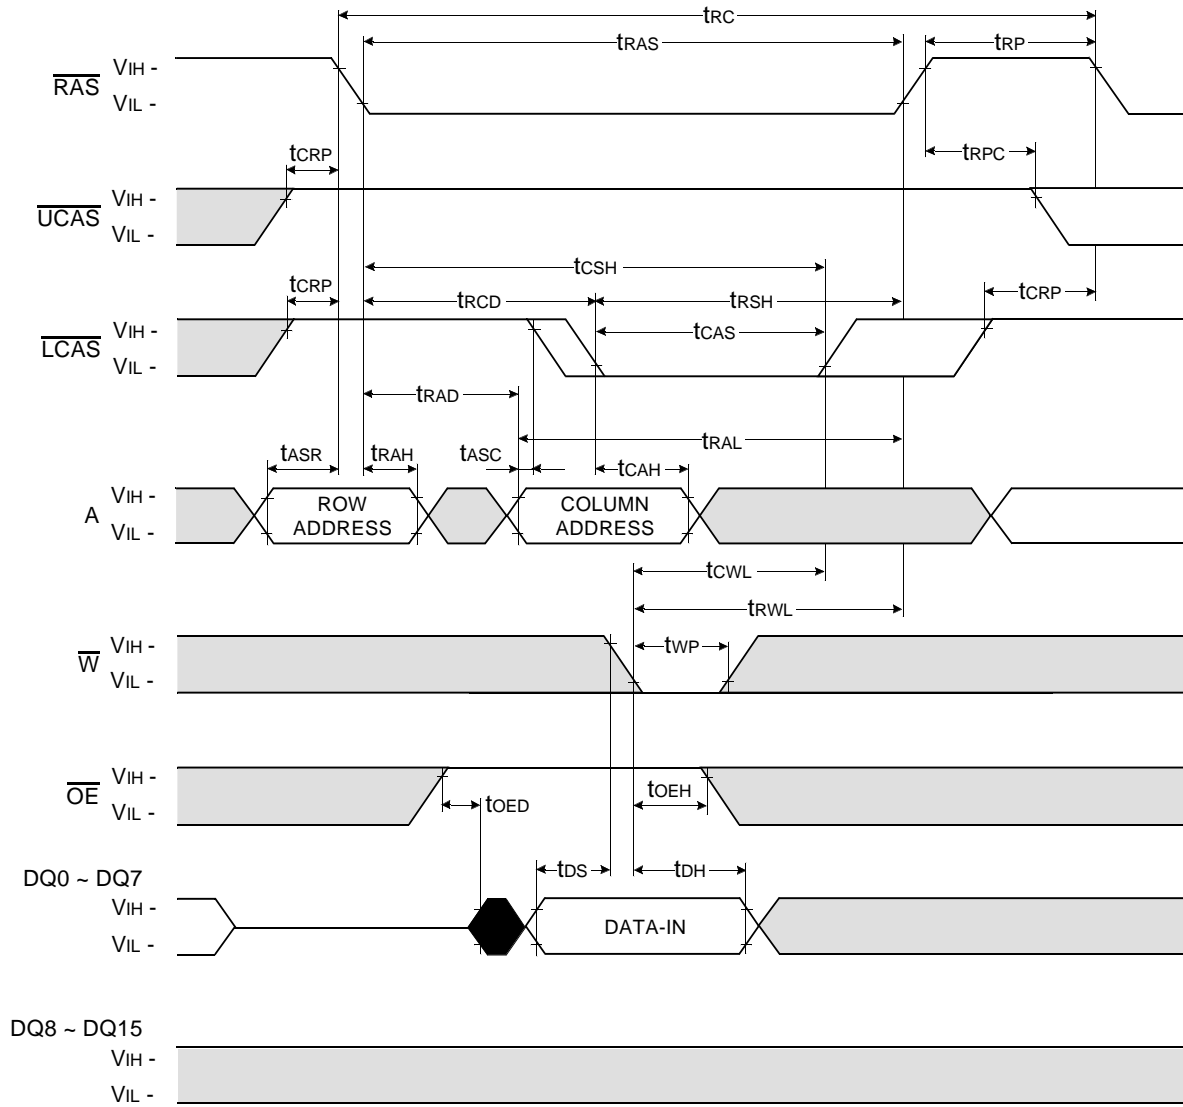 tRC
tRAS
tRP
RAS
VIH -
VIL -
tCRP
tRPC
UCAS
VIH -
VIL -
tCSH
tCRP
tRCD
tRSH
tCRP
LCAS
VIH -
VIL -
tCAS
tRAD
tRAL
tASR
tRAH
tASC
tCAH
A
VIH -
VIL -
ROW
ADDRESS
COLUMN
ADDRESS
tCWL
tRWL
W
VIH -
VIL -
tWP
OE
VIH -
VIL -
tOED
tOEH
tDS
tDH
DQ0 ~ DQ7
VIH -
VIL -
DATA-IN
DQ8 ~ DQ15
VIH -
VIL -